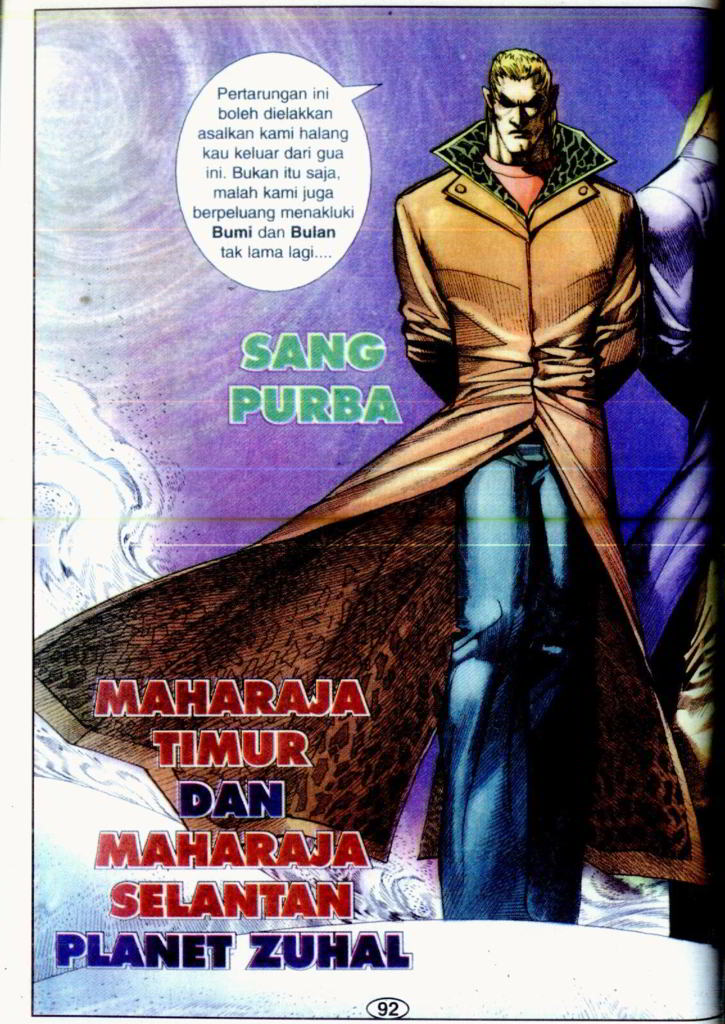 Pertarungan ini
boleh dielakkan
asalkan kami halang
kau keluar dari gua
ini. Bukan itu saja,
malah kami juga
berpeluang menakluki
Bumi dan Bulan
tak lama lagi....
SANG
PURBA
MAHARAJA
TIMUR
DAN
MAHARAJA
SELANTAN
PLANET ZUHAL
92